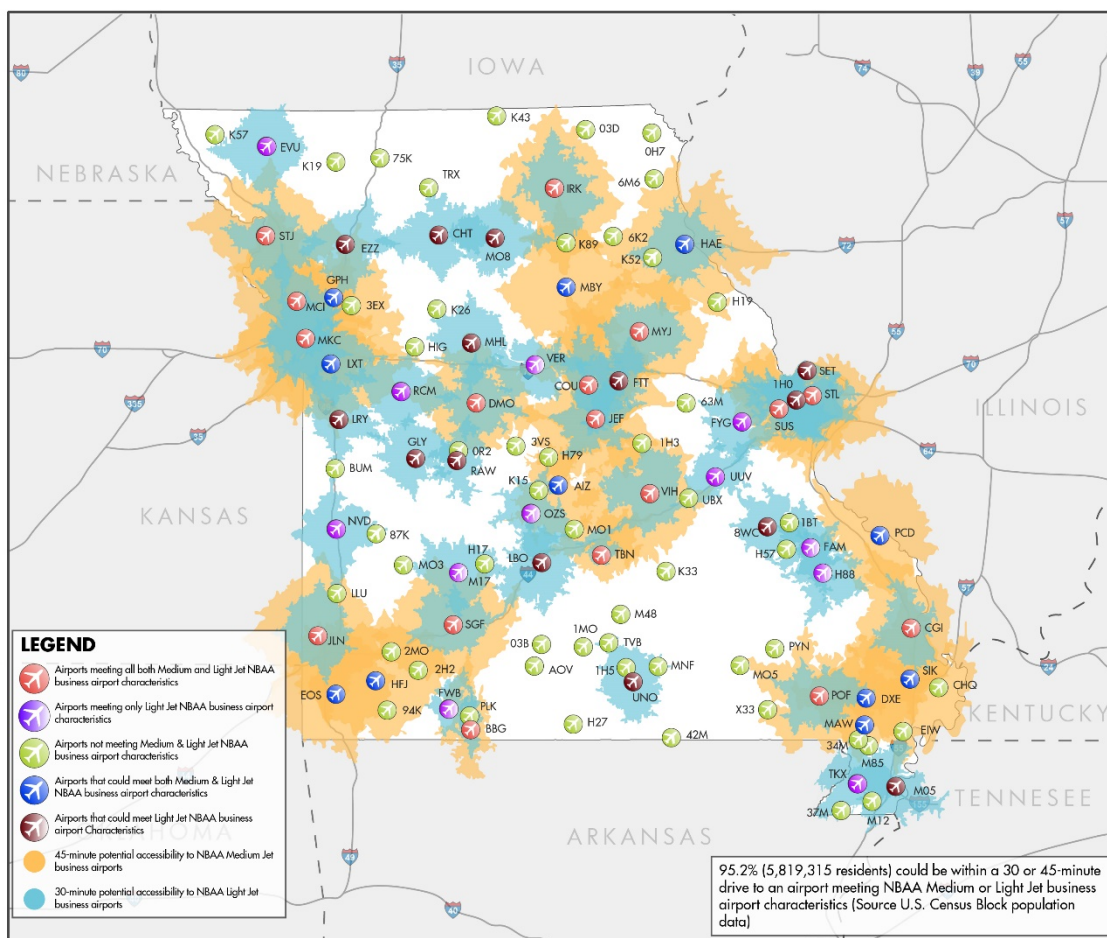 IOWA
NEBRASKA
KANSAS
ILLINOIS
KENTUCKY
TENNESSEE
ARKANSAS
80
35
74
39
55
57
72
55
70
70
335
35
64
44
57
24
55
49
40
40
K57
EVU
K19
75K
K43
03D
0H7
TRX
IRK
6M6
STJ
EZZ
CHT
MO8
K89
6K2
K52
HAE
GPH
MCI
3EX
K26
MBY
H19
MKC
HIG
MHL
MYJ
LXT
VER
RCM
COU
FTT
SET
1H0
STL
DMO
63M
SUS
LRY
JEF
FYG
GLY
0R2
RAW
3VS
H79
1H3
BUM
K15
AIZ
VIH
UUV
UBX
OZS
NVD
87K
MO1
8WC
1BT
PCD
H57
FAM
LBO
TBN
H17
MO3
M17
K33
H88
LLU
M48
JLN
SGF
CGI
03B
1MO
TVB
PYN
2MO
AOV
1H5
MNF
MO5
2H2
HFJ
UNO
SIK
CHQ
EOS
94K
FWB
PLK
POF
DXE
X33
BBG
H27
MAW
EIW
42M
34M
M85
TKX
M05
37M
M12
LEGEND
Airports meeting all both Medium and Light Jet NBAA
business airport characteristics
Airports meeting only Light Jet NBAA business airport
characteristics
Airports not meeting Medium & Light Jet NBAA
business airport characteristics
Airports that could meet both Medium & Light Jet
NBAA business airport characteristics
Airports that could meet Light Jet NBAA business
airport Characteristics
45-minute potential accessibility to NBAA Medium Jet
business airports
30-minute potential accessibility to NBAA Light Jet
business airports
95.2% (5,819,315 residents) could be within a 30 or 45-minute
drive to an airport meeting NBAA Medium or Light Jet business
airport characteristics (Source U.S. Census Block population
data)